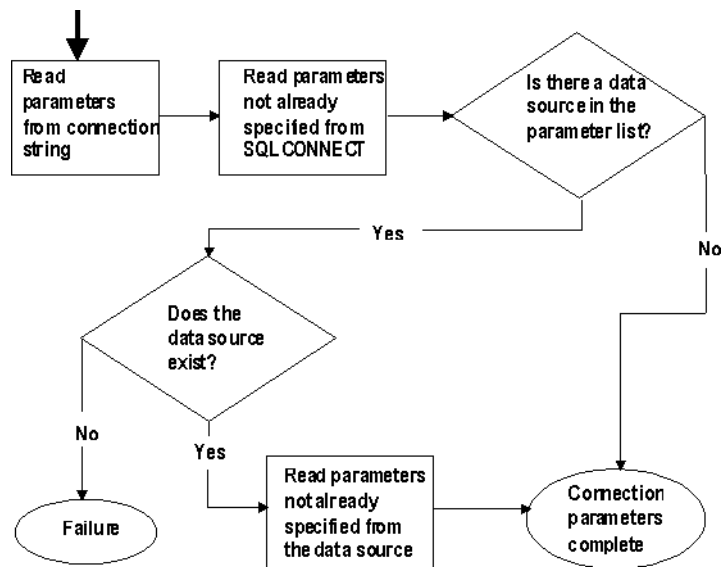 Read
parameters
from connection
string
Read parameters
not already
specified from
SQLCONNECT
Is there a data
source in the
parameter list?
Yes
No
Does the
data source
exist?
No
Yes
Failure
Read parameters
not already
specified from
the data source
Connection
parameters
complete